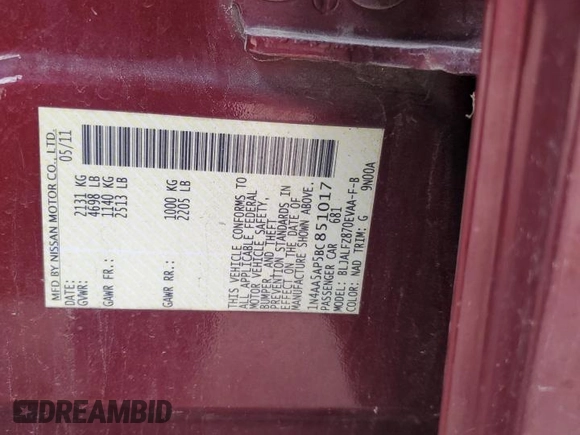 MFD BY NISSAN MOTOR CO., LTD.
DATE: 05/11
GVWR: 2131 KG
4698 LB
GAWR FR.: 1140 KG
2513 LB
GAWR RR.: 1000 KG
2205 LB
THIS VEHICLE CONFORMS TO
ALL APPLICABLE FEDERAL
MOTOR VEHICLE SAFETY,
BUMPER, AND THEFT
PREVENTION STANDARDS IN
EFFECT ON THE DATE OF
MANUFACTURE SHOWN ABOVE.
1N4AA5AP5BC851017
PASSENGER CAR 681
MODEL: BLJALFZ870EVAA-F-B
COLOR: NAD TRIM: G 9N00A
DREAMBID